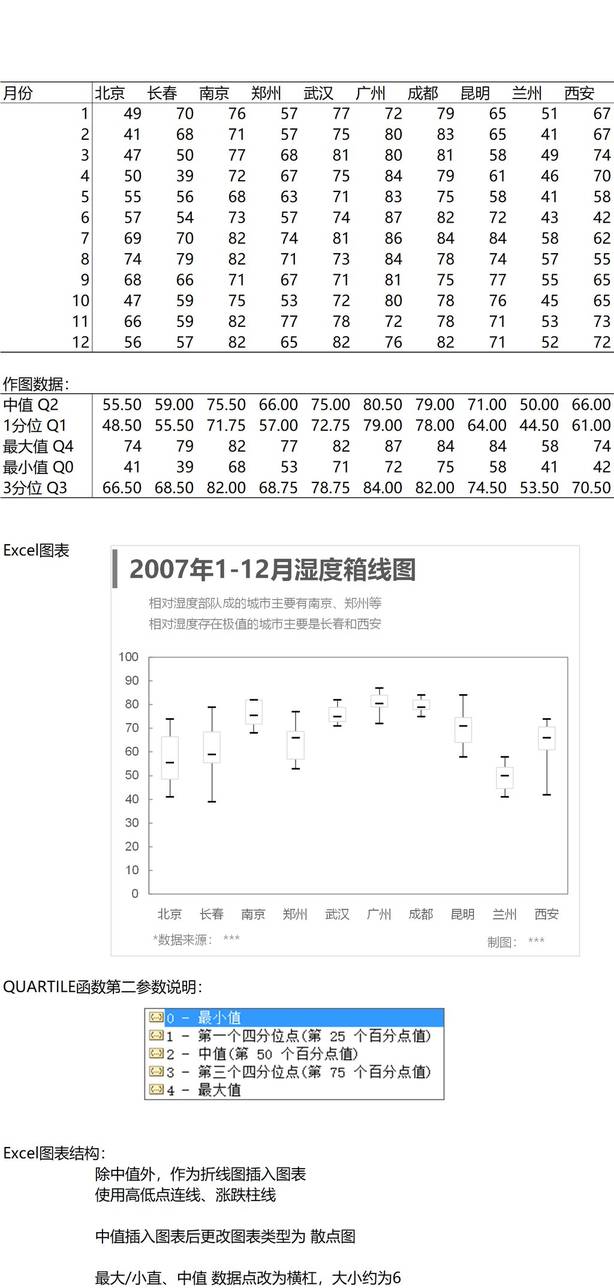 月份 北京 长春 南京 郑州 武汉 广州 成都 昆明 兰州 西安
1 49 70 76 57 77 72 79 65 51 67
2 41 68 71 57 75 80 83 65 41 67
3 47 50 77 68 81 80 81 58 49 74
4 50 39 72 67 75 84 79 61 46 70
5 55 56 68 63 71 83 75 58 41 58
6 57 54 73 57 74 87 82 72 43 42
7 69 70 82 74 81 86 84 84 58 62
8 74 79 82 71 73 84 78 74 57 55
9 68 66 71 67 71 81 75 77 55 65
10 47 59 75 53 72 80 78 76 45 65
11 66 59 82 77 78 72 78 71 53 73
12 56 57 82 65 82 76 82 71 52 72
作图数据：
中值 Q2 55.50 59.00 75.50 66.00 75.00 80.50 79.00 71.00 50.00 66.00
1分位 Q1 48.50 55.50 71.75 57.00 72.75 79.00 78.00 64.00 44.50 61.00
最大值 Q4 74 79 82 77 82 87 84 84 58 74
最小值 Q0 41 39 68 53 71 72 75 58 41 42
3分位 Q3 66.50 68.50 82.00 68.75 78.75 84.00 82.00 74.50 53.50 70.50
Excel图表
2007年1-12月湿度箱线图
相对湿度部队成的城市主要有南京、郑州等
相对湿度存在极值的城市主要是长春和西安
100
90
80
70
60
50
40
30
20
10
0
北京 长春 南京 郑州 武汉 广州 成都 昆明 兰州 西安
*数据来源： ***
制图： ***
QUARTILE函数第二参数说明：
0 - 最小值
1 - 第一个四分位点(第 25 个百分点值)
2 - 中值(第 50 个百分点值)
3 - 第三个四分位点(第 75 个百分点值)
4 - 最大值
Excel图表结构：
除中值外，作为折线图插入图表
使用高低点连线、涨跌柱线
中值插入图表后更改图表类型为 散点图
最大/小直、中值 数据点改为横杠，大小约为6